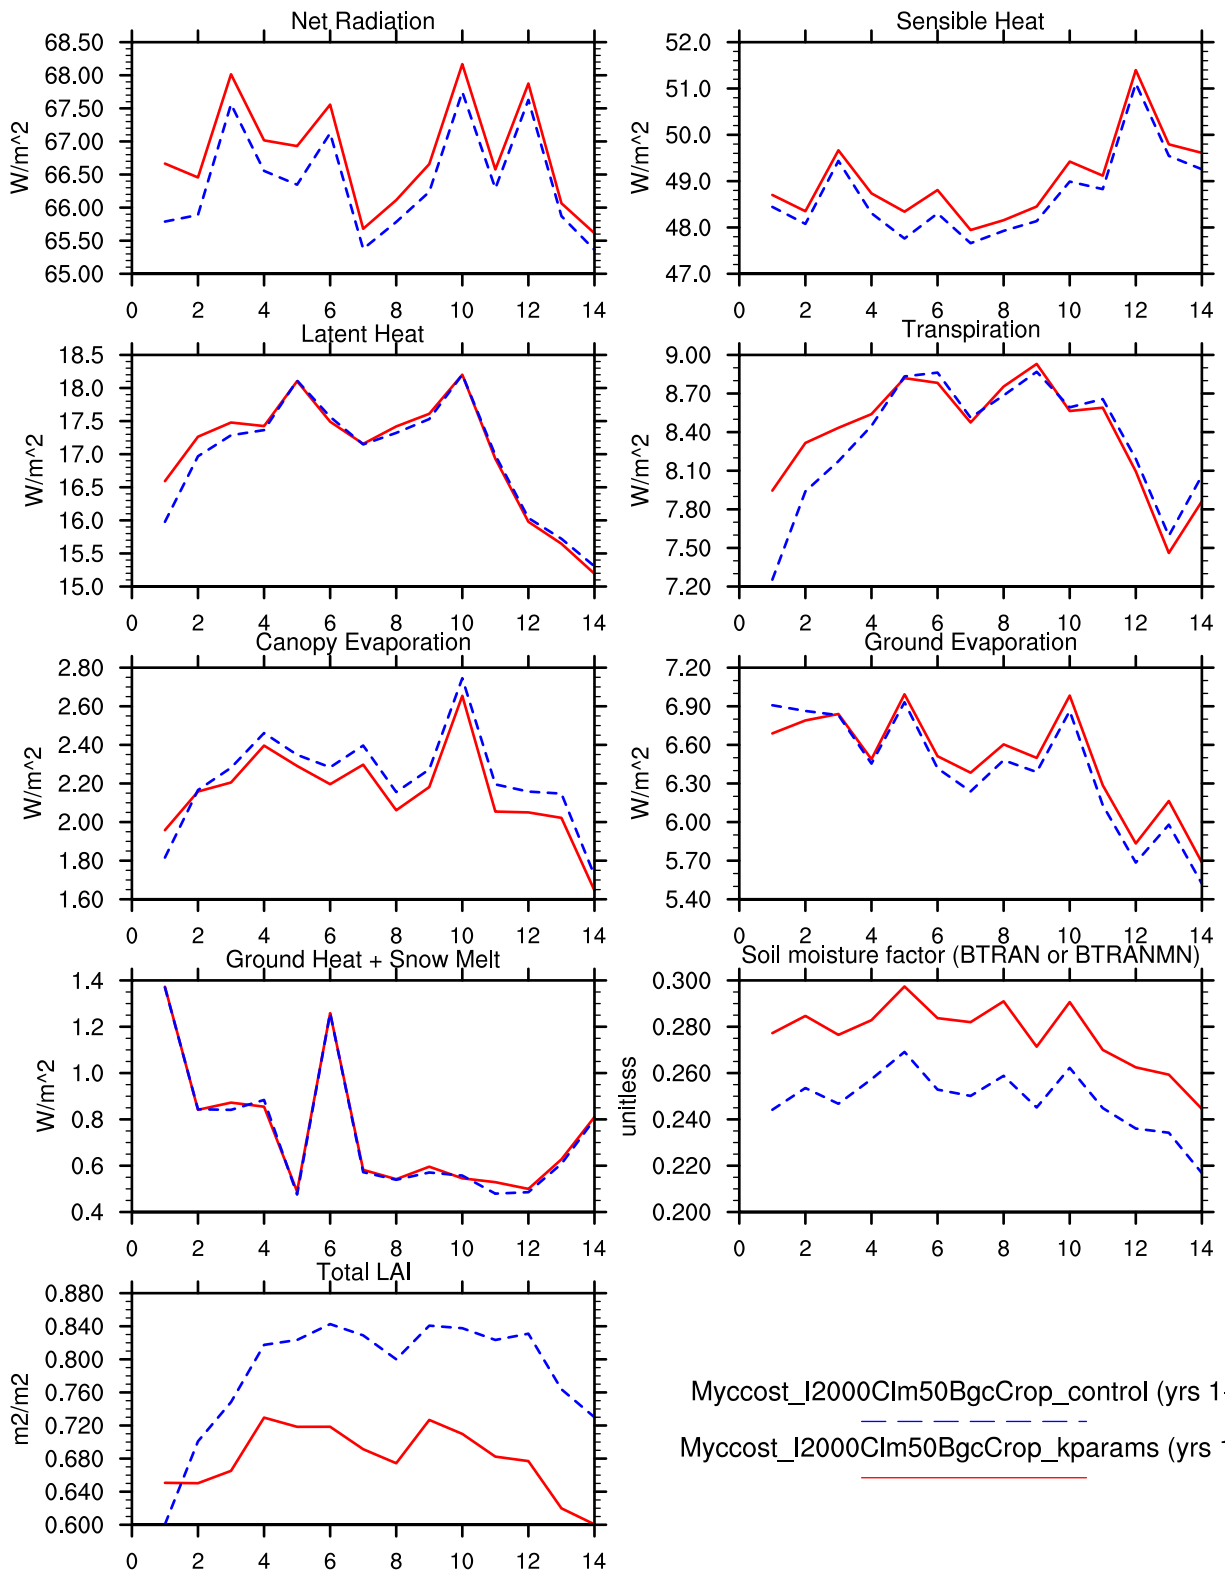 Net Radiation
68.50
68.00
67.50
67.00
66.50
66.00
65.50
65.00
W/m^2
0 2 4 6 8 10 12 14
Sensible Heat
52.0
51.0
50.0
49.0
48.0
47.0
W/m^2
0 2 4 6 8 10 12 14
Latent Heat
18.5
18.0
17.5
17.0
16.5
16.0
15.5
15.0
W/m^2
0 2 4 6 8 10 12 14
Transpiration
9.00
8.70
8.40
8.10
7.80
7.50
7.20
W/m^2
0 2 4 6 8 10 12 14
Canopy Evaporation
2.80
2.60
2.40
2.20
2.00
1.80
1.60
W/m^2
0 2 4 6 8 10 12 14
Ground Evaporation
7.20
6.90
6.60
6.30
6.00
5.70
5.40
W/m^2
0 2 4 6 8 10 12 14
Ground Heat + Snow Melt
1.4
1.2
1.0
0.8
0.6
0.4
W/m^2
0 2 4 6 8 10 12 14
Soil moisture factor (BTRAN or BTRANMN)
0.300
0.280
0.260
0.240
0.220
0.200
unitless
0 2 4 6 8 10 12 14
Total LAI
0.880
0.840
0.800
0.760
0.720
0.680
0.640
0.600
m2/m2
0 2 4 6 8 10 12 14
Myccost_I2000Clm50BgcCrop_control (yrs 1-
Myccost_I2000Clm50BgcCrop_kparams (yrs 1